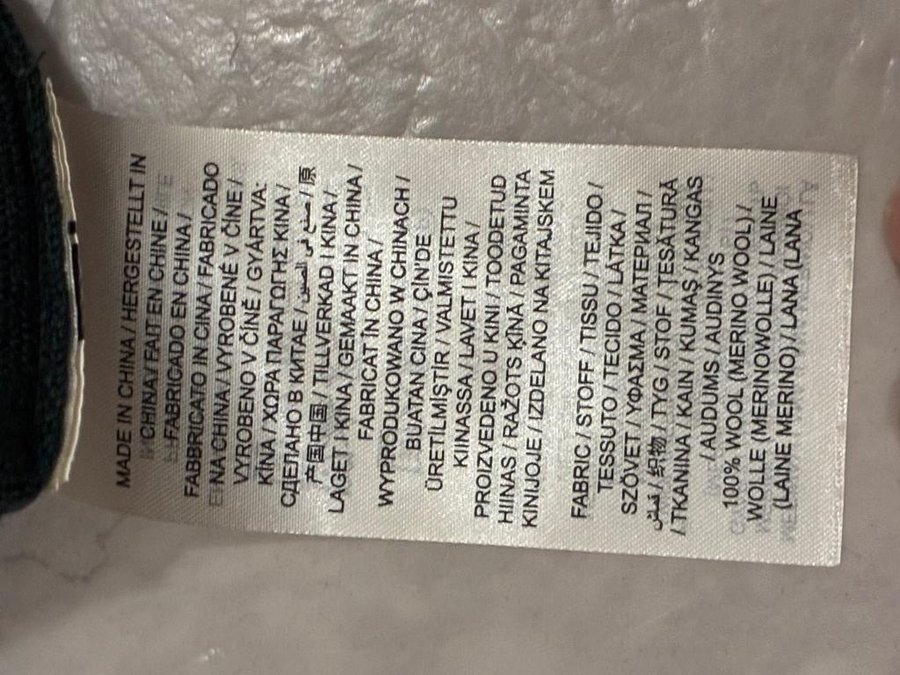 MADE IN CHINA / HERGESTELLT IN
CHINA / FAIT EN CHINE /
FABRICADO EN CHINA /
FABBRICATO IN CINA / FABRICADO
NA CHINA / VYROBENÉ V ČÍNE /
VYROBENO V ČÍNĚ / GYÁRTVA:
KÍNA / ΧΩΡΑ ΠΑΡΑΓΩΓΗΣ KINA /
СДЕЛАНО В КИТАЕ / صنع في الصين / 原
产国中国 / TILLVERKAD I KINA /
LAGET I KINA / GEMAAKT IN CHINA /
FABRICAT ÎN CHINA /
WYPRODUKOWANO W CHINACH /
BUATAN CINA / ÇİN'DE
ÜRETİLMİŞTİR / VALMISTETTU
KIINASSA / LAVET I KINA /
PROIZVEDENO U KINI / TOODETUD
HIINAS / RAŽOTS ĶĪNĀ / PAGAMINTA
KINIJOJE / IZDELANO NA KITAJSKEM
FABRIC / STOFF / TISSU / TEJIDO /
TESSUTO / TECIDO / LÁTKA /
SZÖVET / ΥΦΑΣΜΑ / МАТЕРИАЛ /
قماش / 织物 / TYG / STOF / ȚESĂTURĂ
/ TKANINA / KAIN / KUMAŞ / KANGAS
/ AUDUMS / AUDINYS
100% WOOL (MERINO WOOL) /
WOLLE (MERINOWOLLE) / LAINE
(LAINE MERINO) / LANA (LANA